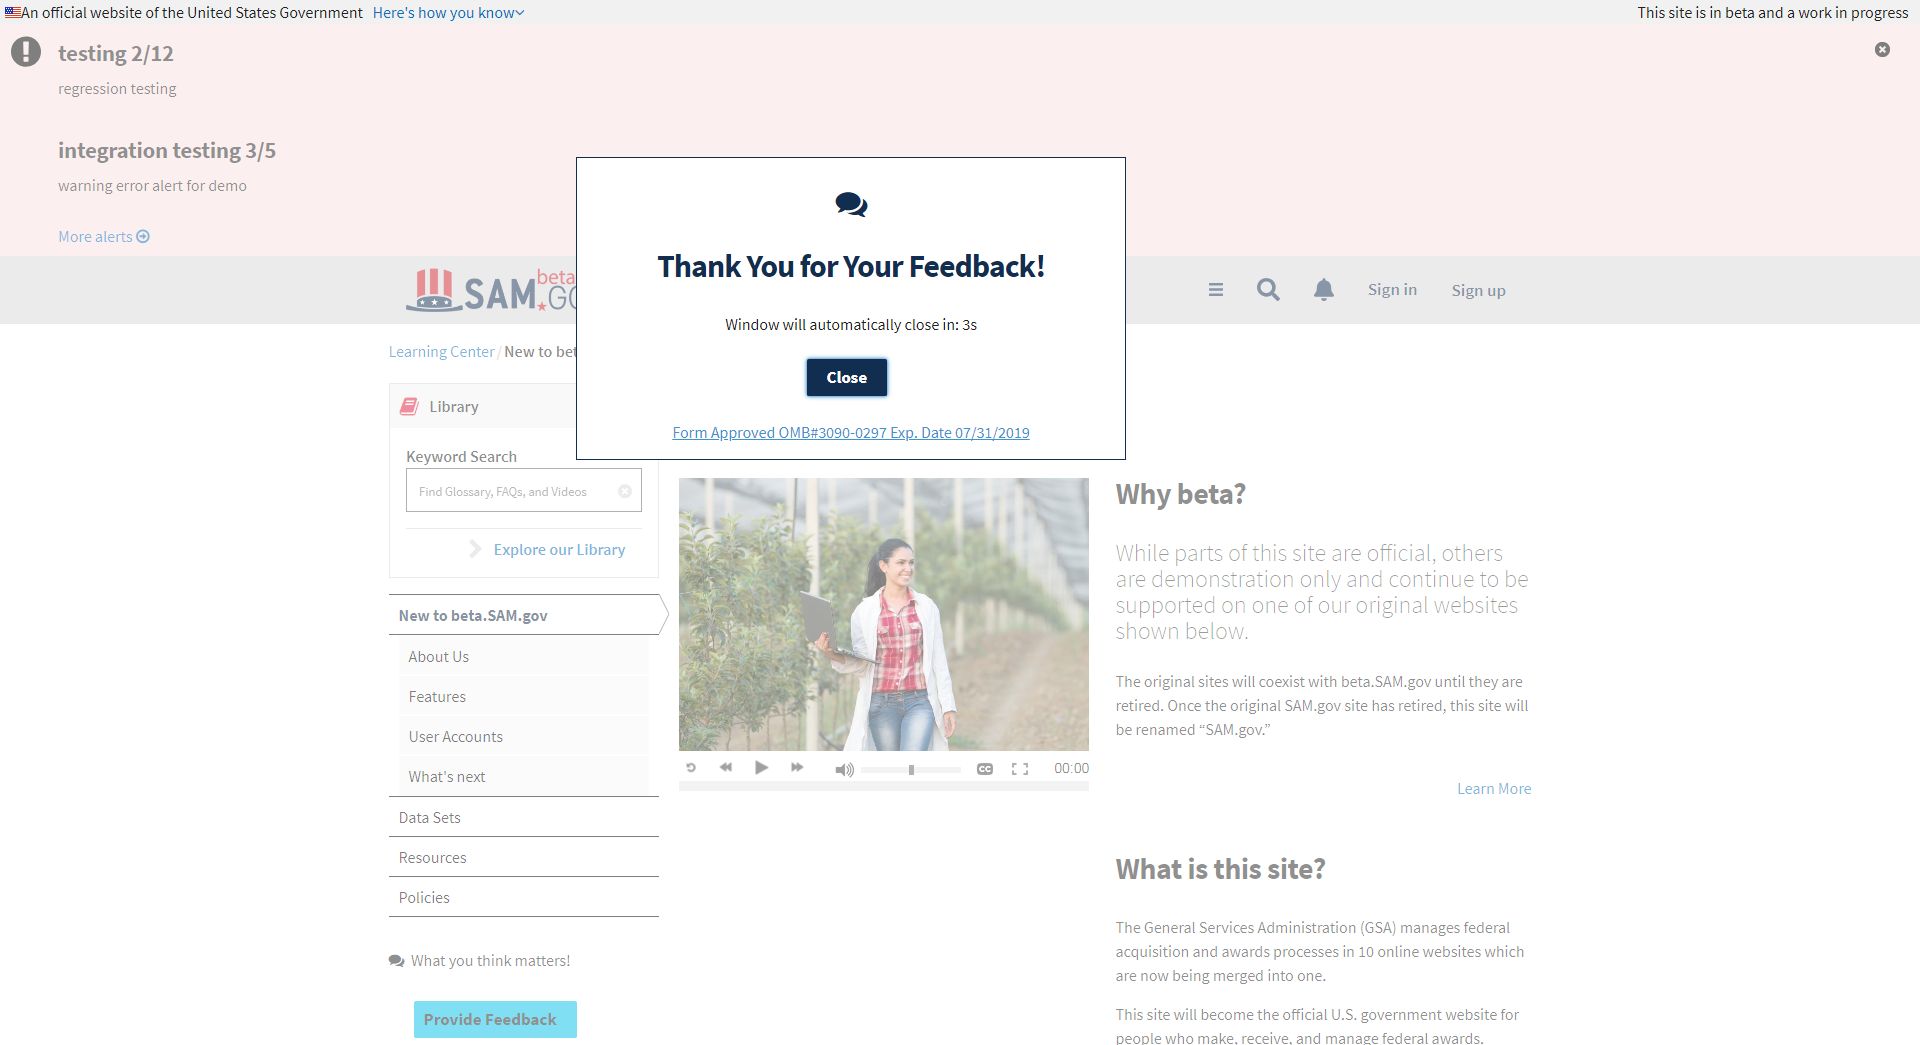 An official website of the United States Government Here's how you know
This site is in beta and a work in progress
testing 2/12
regression testing
integration testing 3/5
warning error alert for demo
More alerts
SAM beta .GO
Sign in
Sign up
Thank You for Your Feedback!
Window will automatically close in: 3s
Close
Form Approved OMB#3090-0297 Exp. Date 07/31/2019
Learning Center / New to bet
Library
Keyword Search
Find Glossary, FAQs, and Videos
Explore our Library
New to beta.SAM.gov
About Us
Features
User Accounts
What's next
Data Sets
Resources
Policies
What you think matters!
Provide Feedback
CC
00:00
Why beta?
While parts of this site are official, others
are demonstration only and continue to be
supported on one of our original websites
shown below.
The original sites will coexist with beta.SAM.gov until they are
retired. Once the original SAM.gov site has retired, this site will
be renamed “SAM.gov.”
Learn More
What is this site?
The General Services Administration (GSA) manages federal
acquisition and awards processes in 10 online websites which
are now being merged into one.
This site will become the official U.S. government website for
people who make, receive, and manage federal awards.